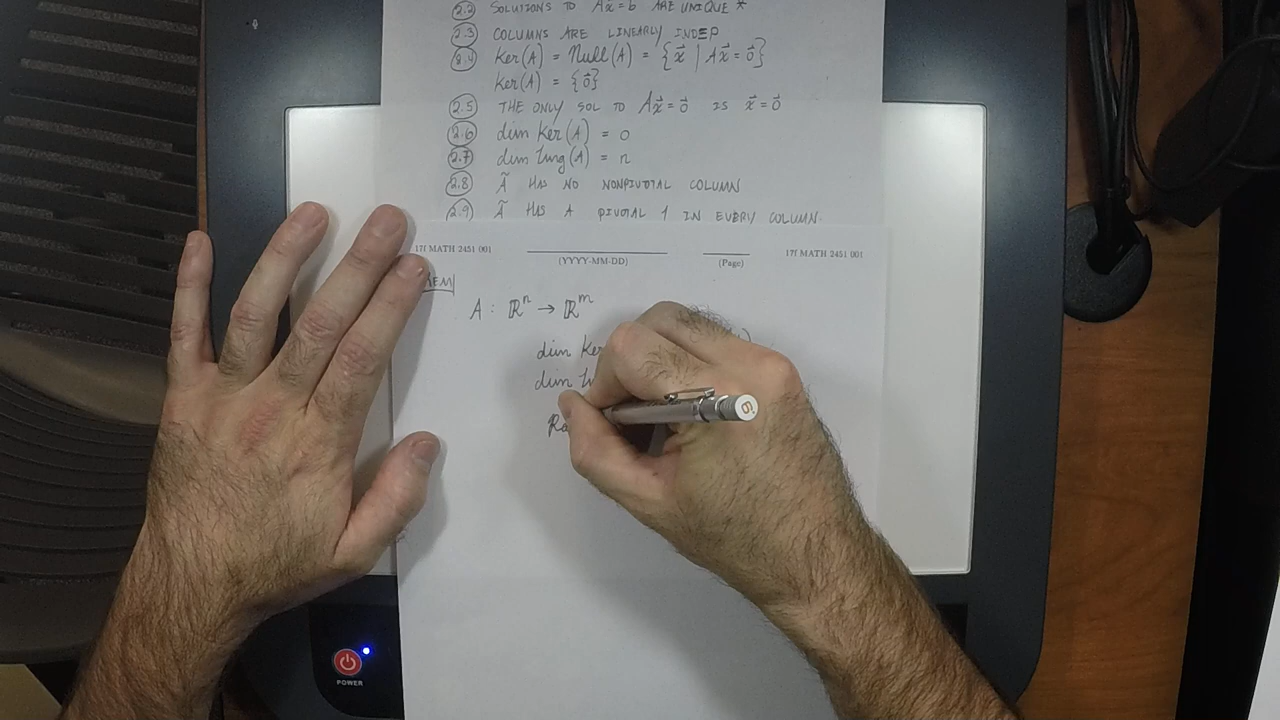 2.2 SOLUTIONS TO Ax⃗ = b ARE UNIQUE *
2.3 COLUMNS ARE LINEARLY INDEP
2.4 Ker(A) = Null(A) = {x⃗ | Ax⃗ = 0⃗}
Ker(A) = {0⃗}
2.5 THE ONLY SOL TO Ax⃗ = 0⃗ IS x⃗ = 0⃗
2.6 dim Ker(A) = 0
2.7 dim Img(A) = n
2.8 Ã HAS NO NONPIVOTAL COLUMN
2.9 Ã HAS A PIVOTAL 1 IN EVERY COLUMN.
17f MATH 2451 001 (YYYY-MM-DD) (Page) 17f MATH 2451 001
A : ℝⁿ → ℝᵐ
dim Ker
dim
POWER
6